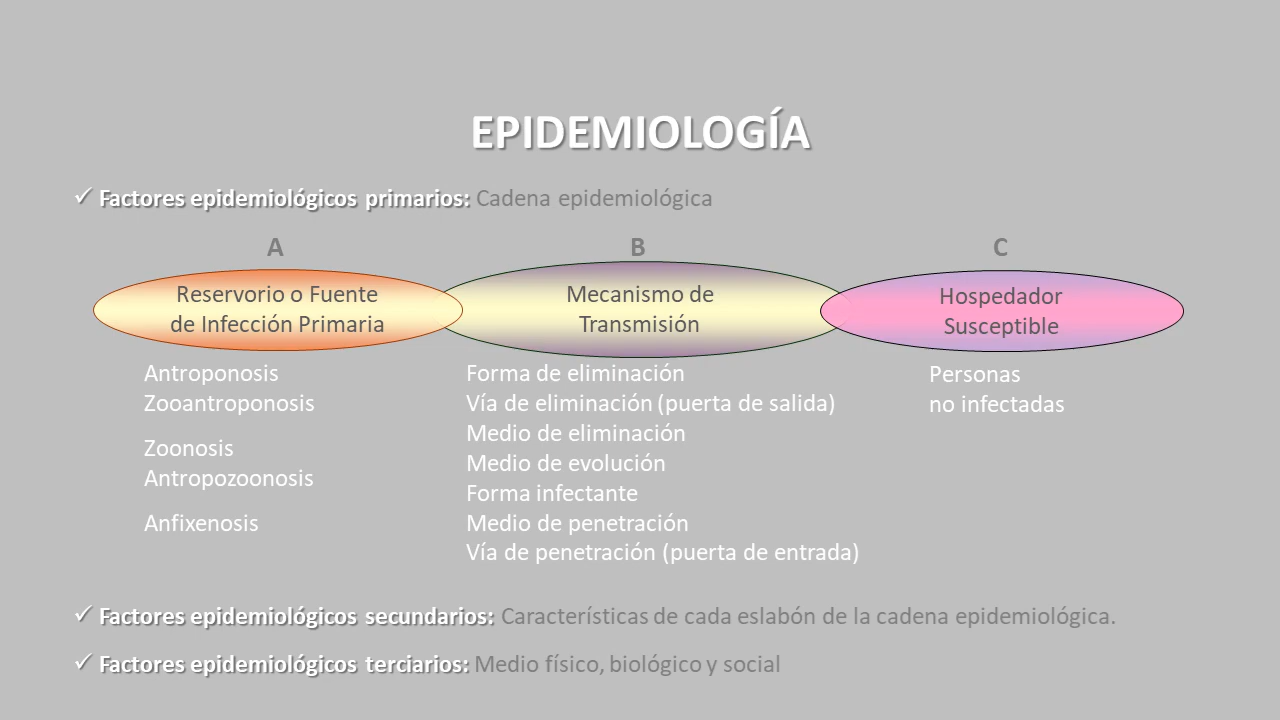 EPIDEMIOLOGÍA
✓ Factores epidemiológicos primarios: Cadena epidemiológica
A
B
C
Reservorio o Fuente
de Infección Primaria
Mecanismo de
Transmisión
Hospedador
Susceptible
Antroponosis
Zooantroponosis
Zoonosis
Antropozoonosis
Anfixenosis
Forma de eliminación
Vía de eliminación (puerta de salida)
Medio de eliminación
Medio de evolución
Forma infectante
Medio de penetración
Vía de penetración (puerta de entrada)
Personas
no infectadas
✓ Factores epidemiológicos secundarios: Características de cada eslabón de la cadena epidemiológica.
✓ Factores epidemiológicos terciarios: Medio físico, biológico y social